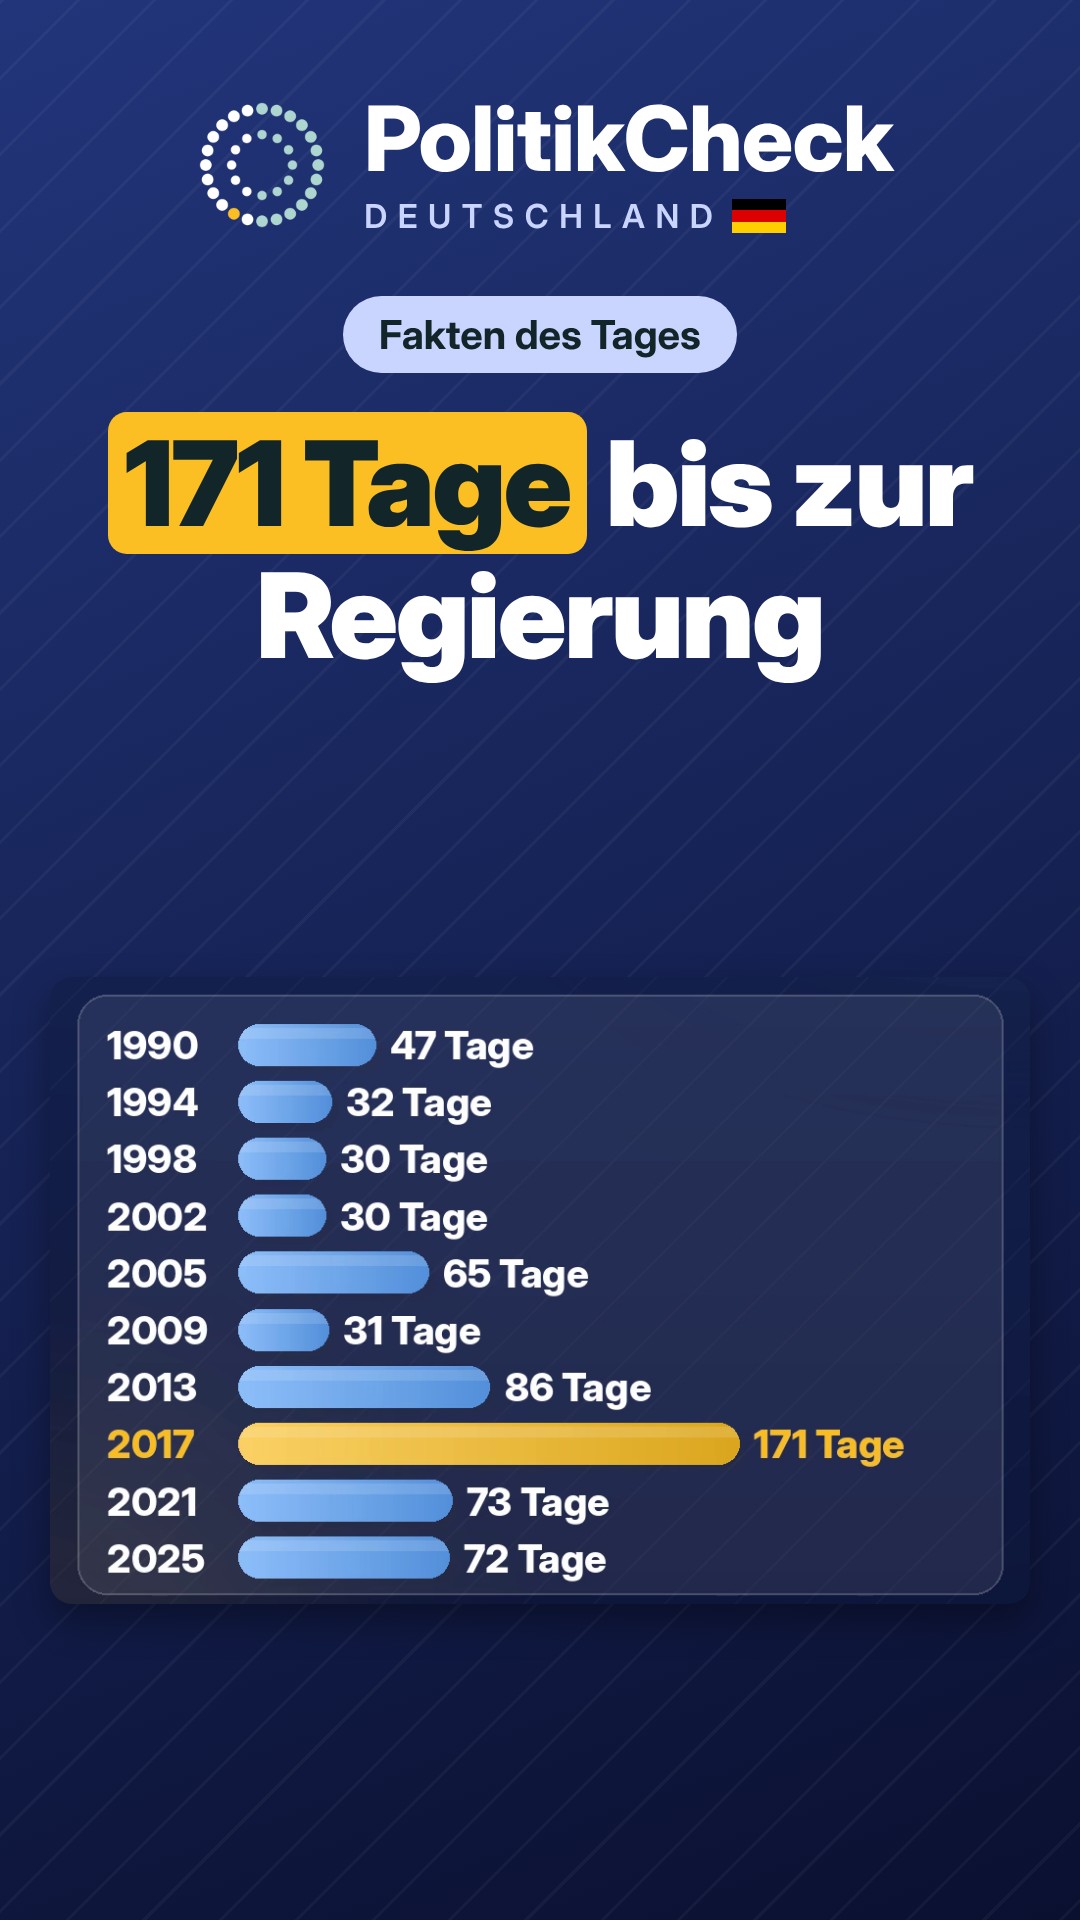 PolitikCheck
DEUTSCHLAND
Fakten des Tages
171 Tage bis zur
Regierung
1990 47 Tage
1994 32 Tage
1998 30 Tage
2002 30 Tage
2005 65 Tage
2009 31 Tage
2013 86 Tage
2017 171 Tage
2021 73 Tage
2025 72 Tage